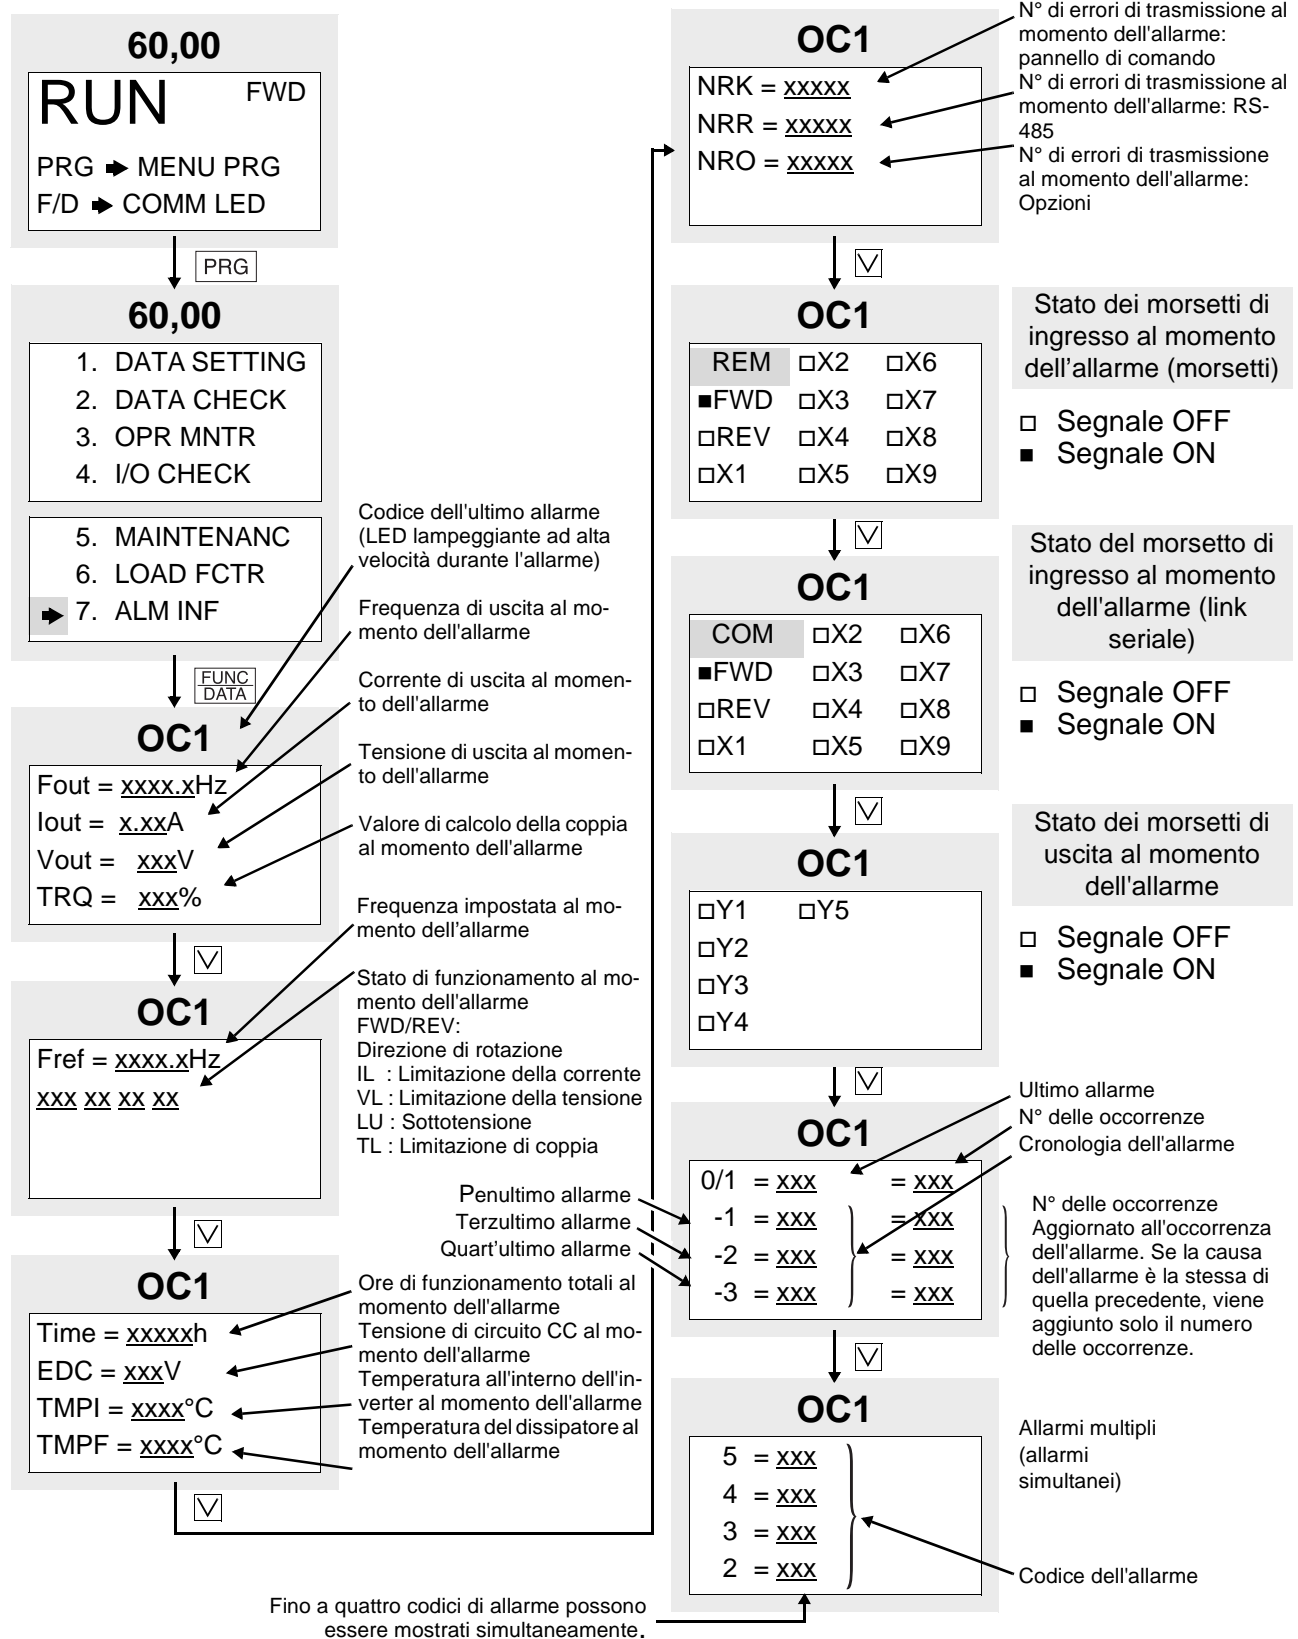 60,00
RUN FWD
PRG ➨ MENU PRG
F/D ➨ COMM LED
PRG
60,00
1. DATA SETTING
2. DATA CHECK
3. OPR MNTR
4. I/O CHECK
5. MAINTENANC
6. LOAD FCTR
➨ 7. ALM INF
FUNC
DATA
Codice dell'ultimo allarme
(LED lampeggiante ad alta
velocità durante l'allarme)
Frequenza di uscita al mo-
mento dell'allarme
Corrente di uscita al momen-
to dell'allarme
Tensione di uscita al momen-
to dell'allarme
Valore di calcolo della coppia
al momento dell'allarme
OC1
Fout = xxxx.xHz
Iout = x.xxA
Vout = xxxV
TRQ = xxx%
Frequenza impostata al mo-
mento dell'allarme
Stato di funzionamento al mo-
mento dell'allarme
FWD/REV:
Direzione di rotazione
IL : Limitazione della corrente
VL : Limitazione della tensione
LU : Sottotensione
TL : Limitazione di coppia
OC1
Fref = xxxx.xHz
xxx xx xx xx
OC1
Time = xxxxxh
EDC = xxxV
TMPI = xxxx°C
TMPF = xxxx°C
Ore di funzionamento totali al
momento dell'allarme
Tensione di circuito CC al mo-
mento dell'allarme
Temperatura all'interno dell'in-
verter al momento dell'allarme
Temperatura del dissipatore al
momento dell'allarme
OC1
NRK = xxxxx
NRR = xxxxx
NRO = xxxxx
N° di errori di trasmissione al
momento dell'allarme:
pannello di comando
N° di errori di trasmissione al
momento dell'allarme: RS-
485
N° di errori di trasmissione
al momento dell'allarme:
Opzioni
OC1
REM □X2 □X6
■FWD □X3 □X7
□REV □X4 □X8
□X1 □X5 □X9
Stato dei morsetti di
ingresso al momento
dell’allarme (morsetti)
□ Segnale OFF
■ Segnale ON
OC1
COM □X2 □X6
■FWD □X3 □X7
□REV □X4 □X8
□X1 □X5 □X9
Stato del morsetto di
ingresso al momento
dell'allarme (link
seriale)
□ Segnale OFF
■ Segnale ON
OC1
□Y1 □Y5
□Y2
□Y3
□Y4
Stato dei morsetti di
uscita al momento
dell'allarme
□ Segnale OFF
■ Segnale ON
Ultimo allarme
N° delle occorrenze
Cronologia dell'allarme
OC1
0/1 = xxx = xxx
-1 = xxx = xxx
-2 = xxx = xxx
-3 = xxx = xxx
Penultimo allarme
Terzultimo allarme
Quart'ultimo allarme
N° delle occorrenze
Aggiornato all'occorrenza
dell'allarme. Se la causa
dell'allarme è la stessa di
quella precedente, viene
aggiunto solo il numero
delle occorrenze.
OC1
5 = xxx
4 = xxx
3 = xxx
2 = xxx
Allarmi multipli
(allarmi
simultanei)
Codice dell'allarme
Fino a quattro codici di allarme possono
essere mostrati simultaneamente.